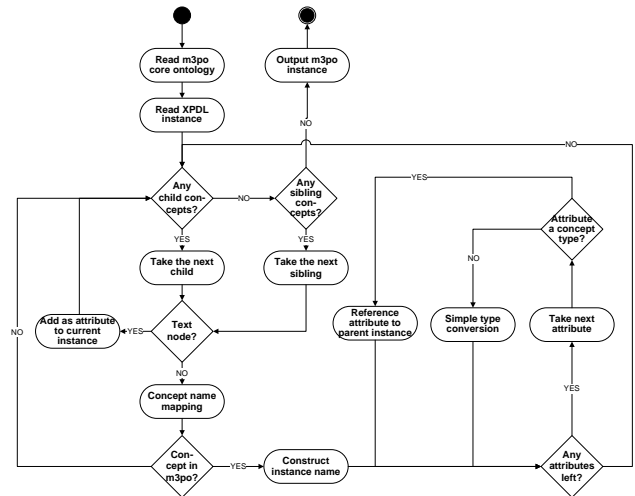 Read m3po
core ontology
Output m3po
instance
Read XPDL
instance
NO
NO
YES
Any
child con-
cepts?
NO
Any
sibling
concepts?
Attribute
a concept
type?
YES
YES
Take the next
child
Take the next
sibling
NO
NO
Add as attribute
to current
instance
YES
Text
node?
Reference
attribute to
parent instance
Simple type
conversion
Take next
attribute
NO
Concept name
mapping
YES
Con-
cept in
m3po?
YES
Construct
instance name
Any
attributes
left?